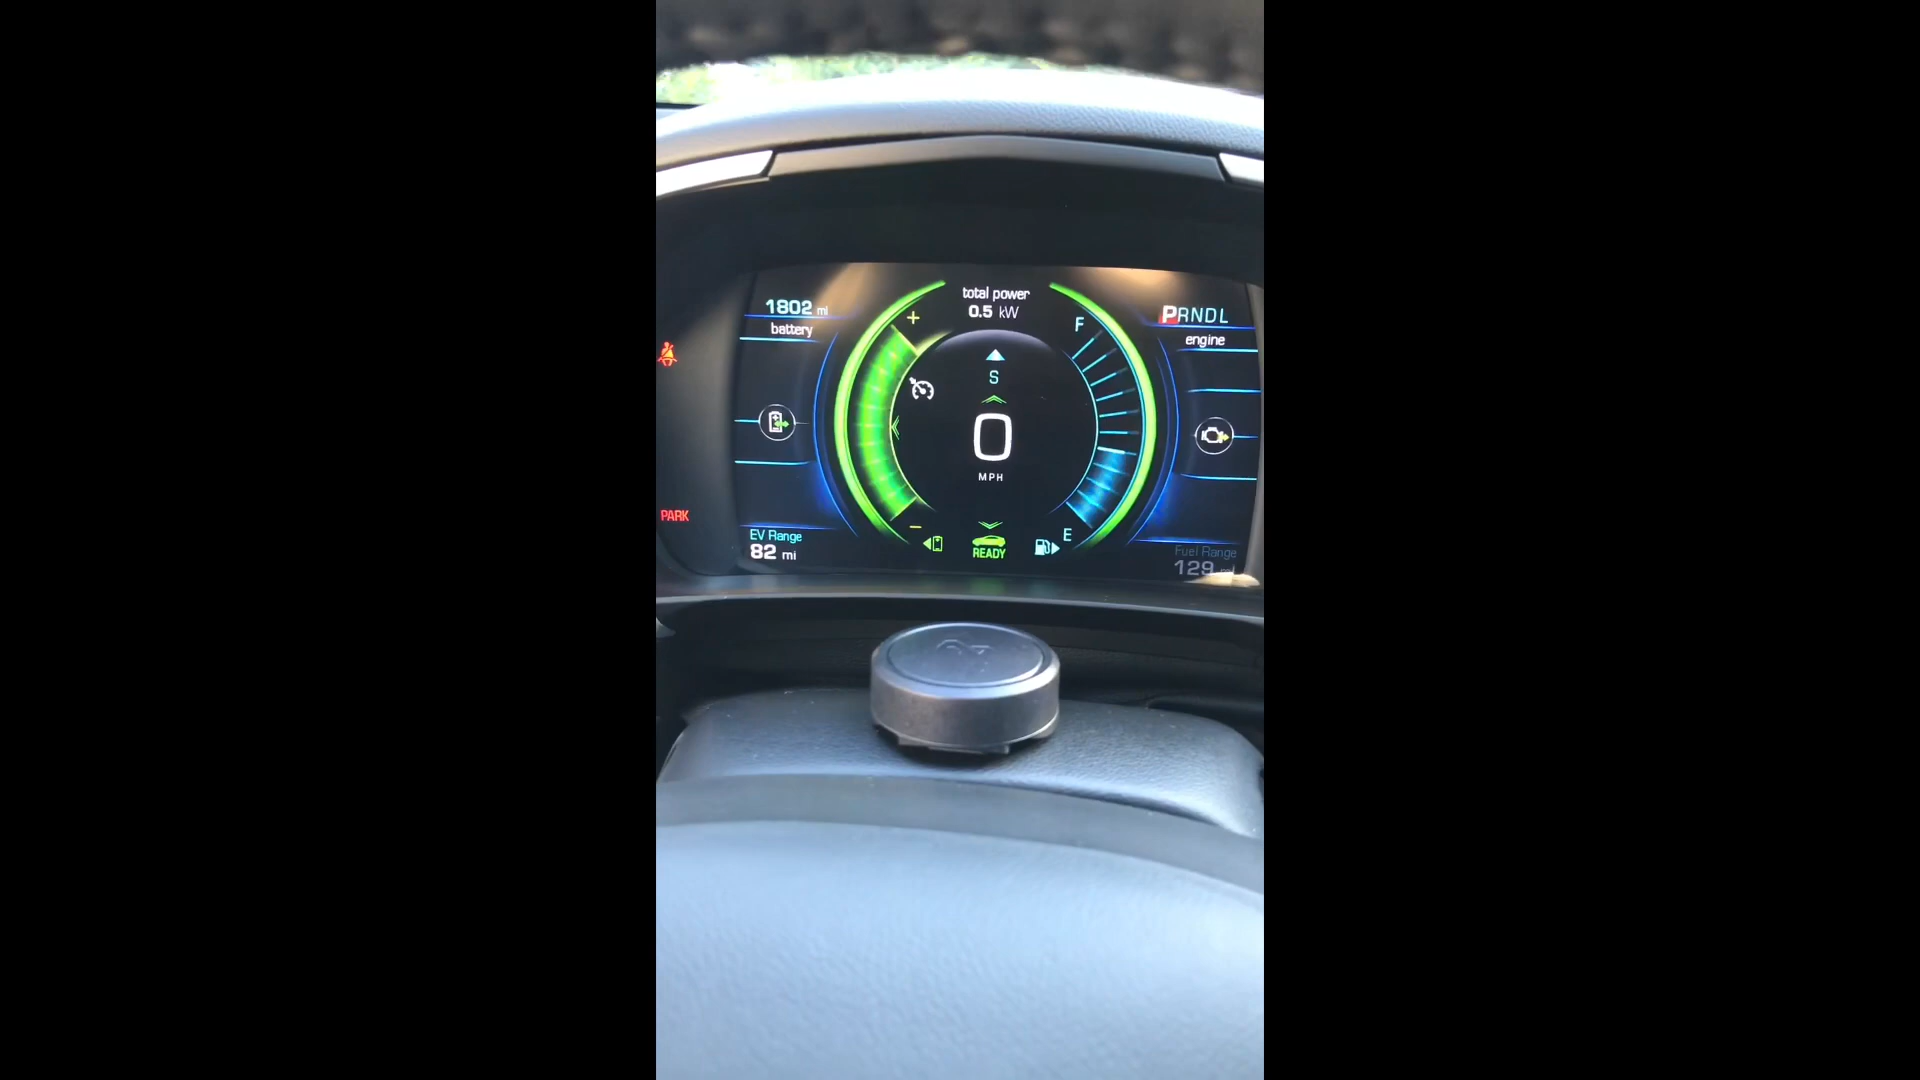 total power
0.5 kW
1802 mi
battery
PRNDL
engine
+
F
S
0
MPH
PARK
−
E
READY
EV Range
82 mi
Fuel Range
129 mi